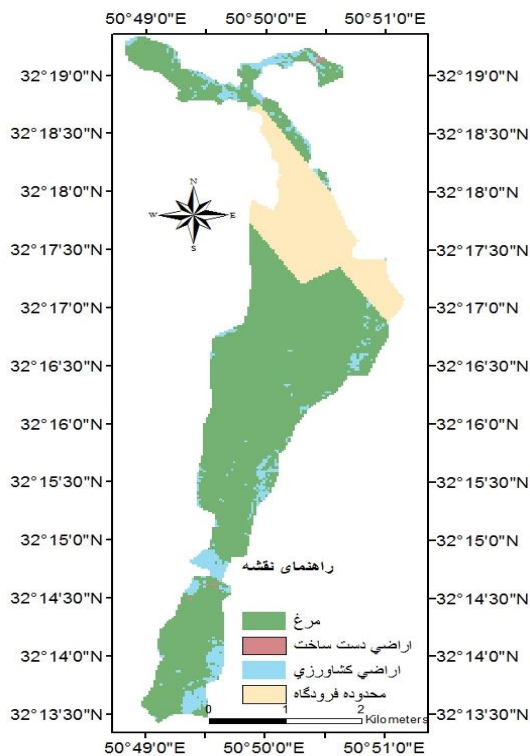 50°49'0"E 50°50'0"E 50°51'0"E
32°19'0"N 32°19'0"N
32°18'30"N 32°18'30"N
32°18'0"N 32°18'0"N
32°17'30"N 32°17'30"N
32°17'0"N 32°17'0"N
32°16'30"N 32°16'30"N
32°16'0"N 32°16'0"N
32°15'30"N 32°15'30"N
32°15'0"N 32°15'0"N
32°14'30"N 32°14'30"N
32°14'0"N 32°14'0"N
32°13'30"N 32°13'30"N
N
W E
S
راهنمای نقشه
مرغ
اراضي دست ساخت
اراضي كشاورزي
محدوده فرودگاه
0 1 2
Kilometers
50°49'0"E 50°50'0"E 50°51'0"E